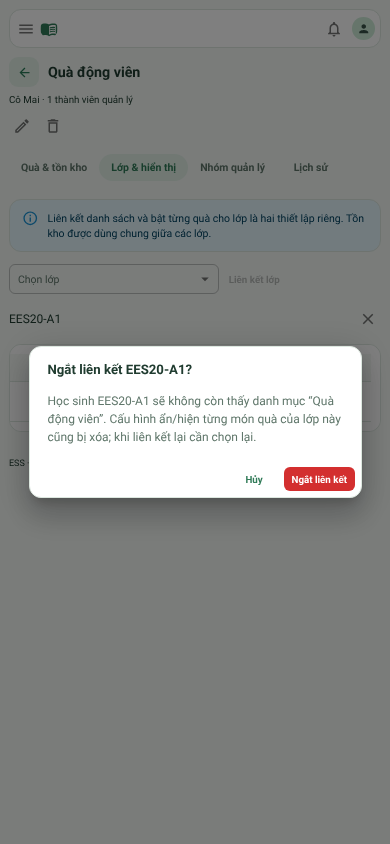 Quà động viên
Cô Mai · 1 thành viên quản lý
Quà & tồn kho
Lớp & hiển thị
Nhóm quản lý
Lịch sử
Liên kết danh sách và bật từng quà cho lớp là hai thiết lập riêng. Tồn
kho được dùng chung giữa các lớp.
Chọn lớp
Liên kết lớp
EES20-A1
Ngắt liên kết EES20-A1?
Học sinh EES20-A1 sẽ không còn thấy danh mục “Quà
động viên”. Cấu hình ẩn/hiện từng món quà của lớp này
cũng bị xóa; khi liên kết lại cần chọn lại.
ESS
Hủy
Ngắt liên kết